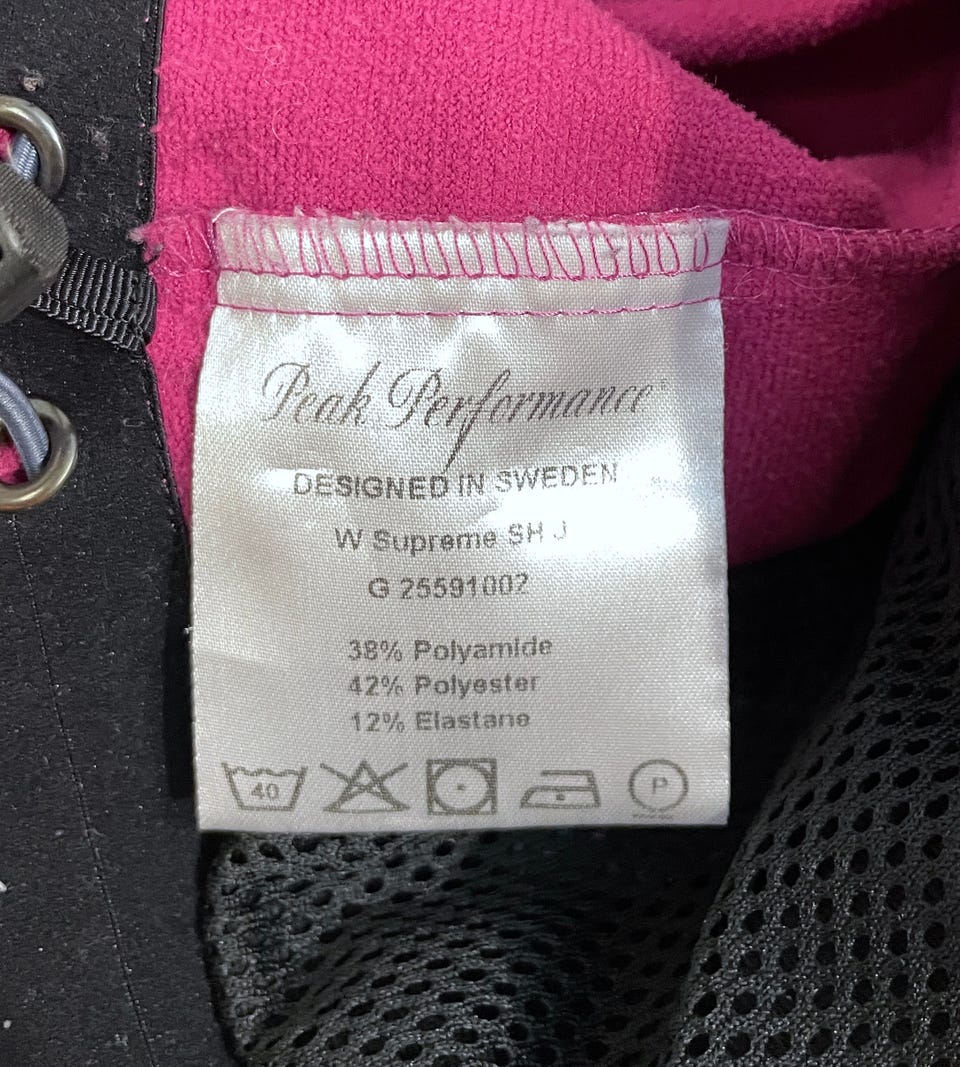 Peak Performance®
DESIGNED IN SWEDEN
W Supreme SH J
G 25591002
38% Polyamide
42% Polyester
12% Elastane
40
P